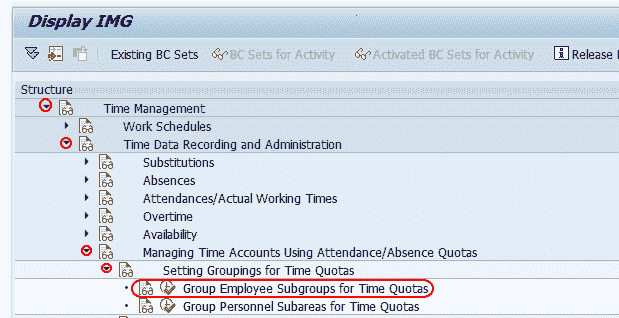 Display IMG
Existing BC Sets BC Sets for Activity Activated BC Sets for Activity Release
Structure
Time Management
Work Schedules
Time Data Recording and Administration
Substitutions
Absences
Attendances/Actual Working Times
Overtime
Availability
Managing Time Accounts Using Attendance/Absence Quotas
Setting Groupings for Time Quotas
Group Employee Subgroups for Time Quotas
Group Personnel Subareas for Time Quotas